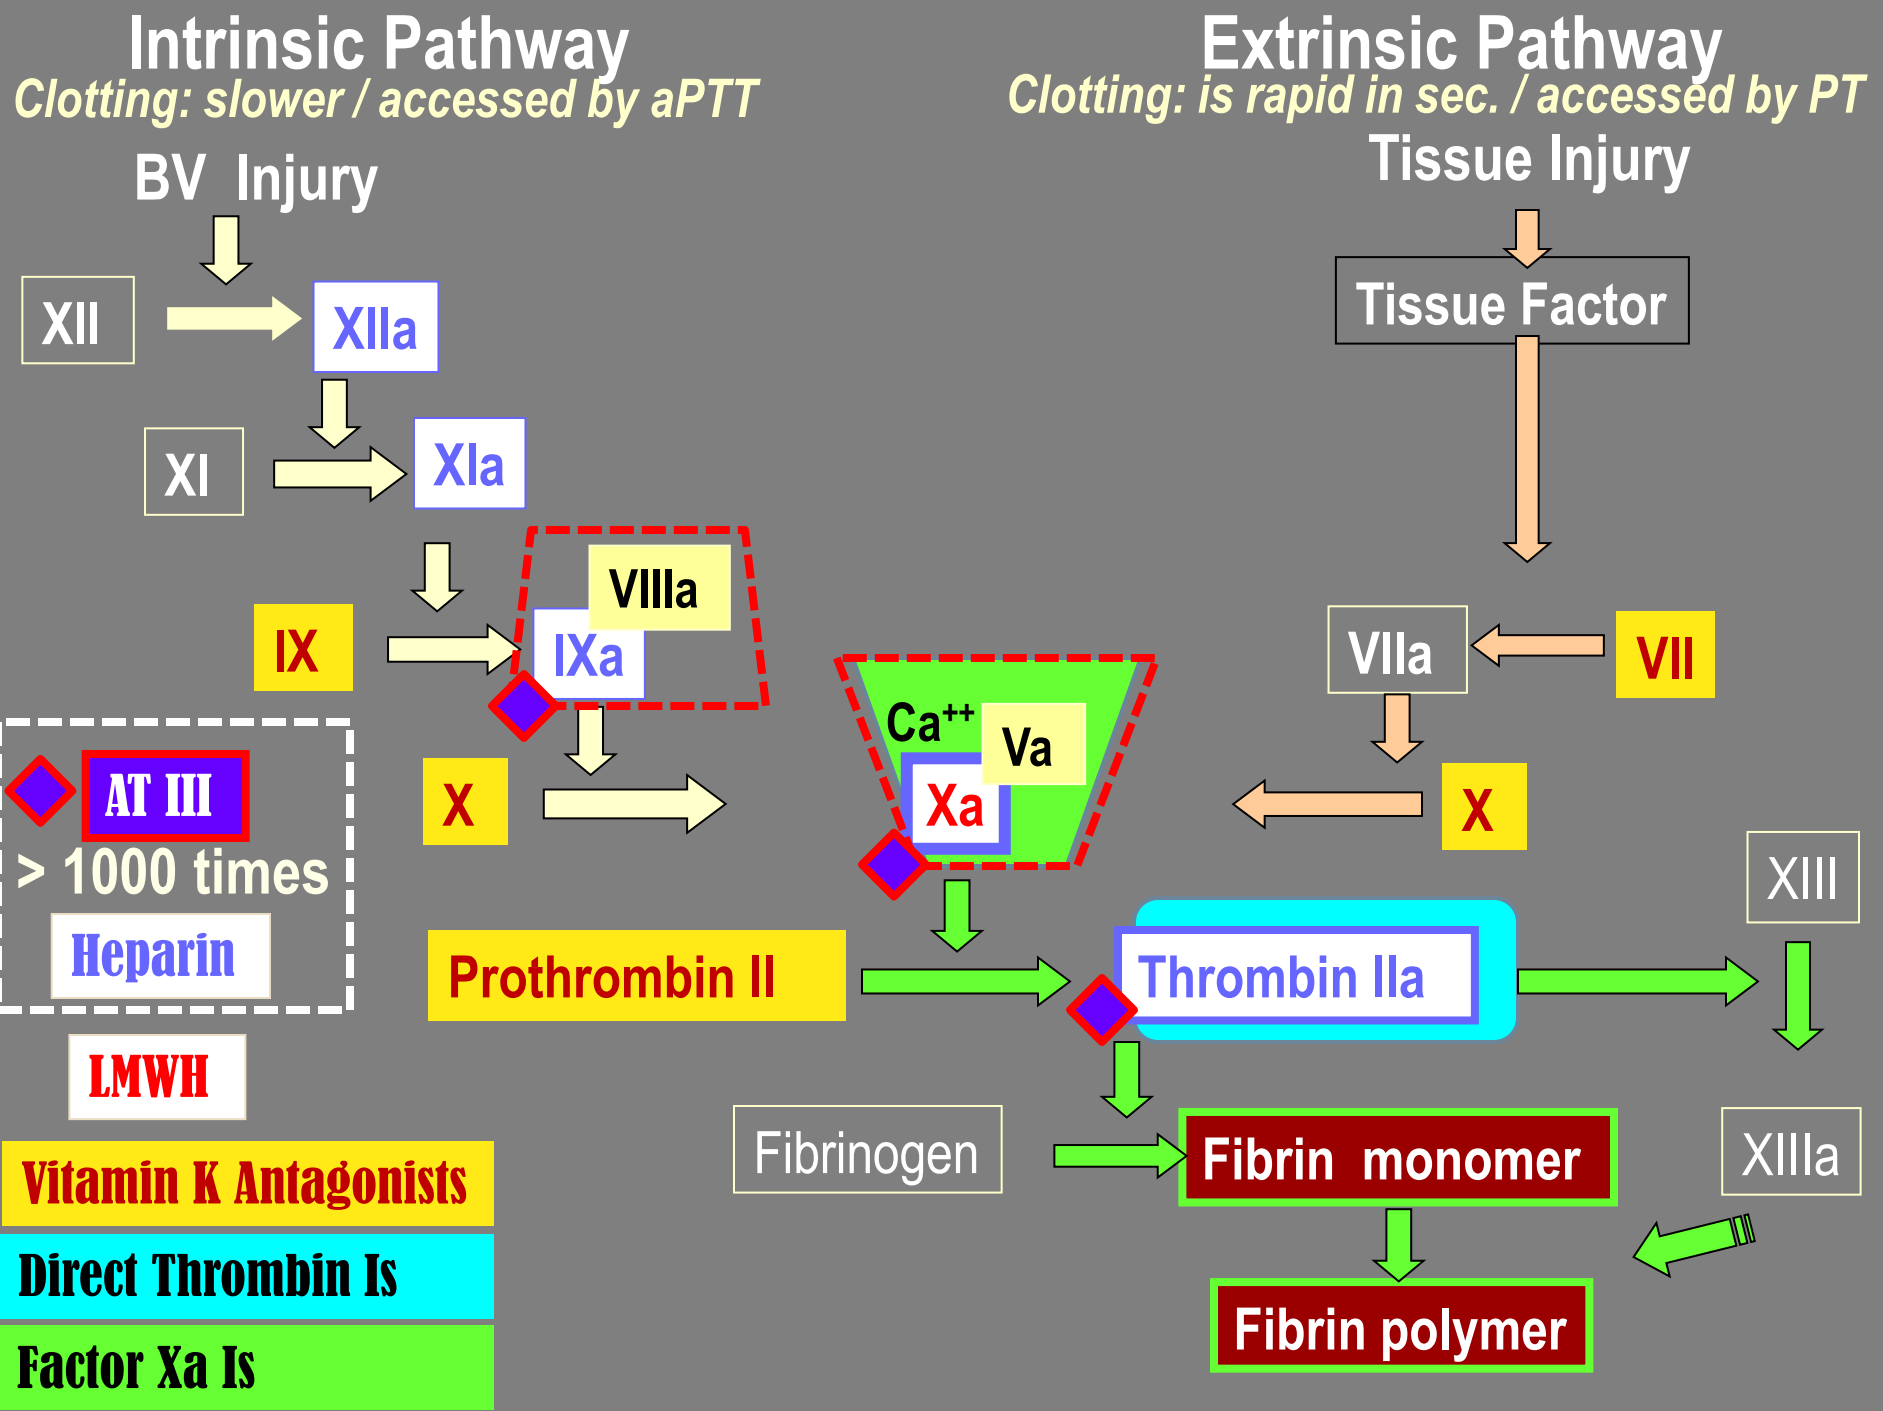 Intrinsic Pathway
Clotting: slower / accessed by aPTT
BV Injury
XII
XIIa
XI
XIa
VIIIa
IX
IXa
AT III
> 1000 times
Heparin
LMWH
Vitamin K Antagonists
Direct Thrombin Is
Factor Xa Is
X
Ca++
Va
Xa
Prothrombin II
Thrombin IIa
Fibrinogen
Fibrin monomer
Fibrin polymer
Extrinsic Pathway
Clotting: is rapid in sec. / accessed by PT
Tissue Injury
Tissue Factor
VIIa
VII
X
XIII
XIIIa